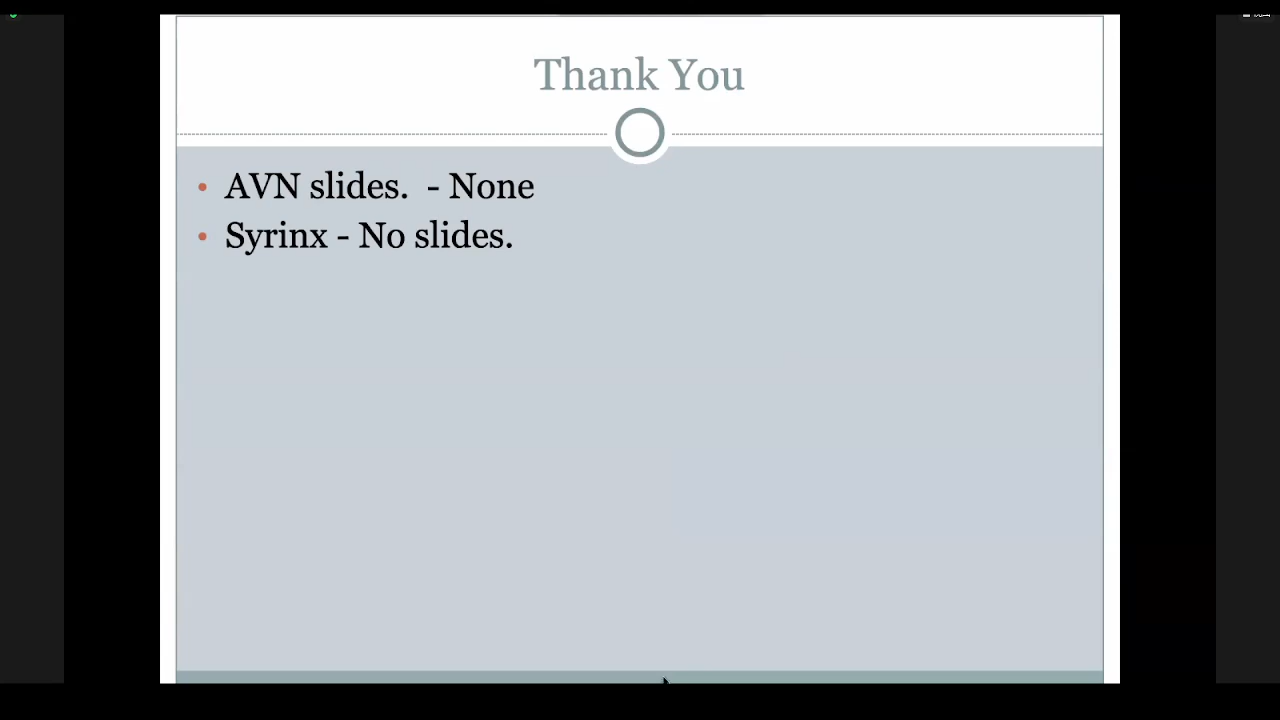 Thank You
• AVN slides.  - None
• Syrinx - No slides.